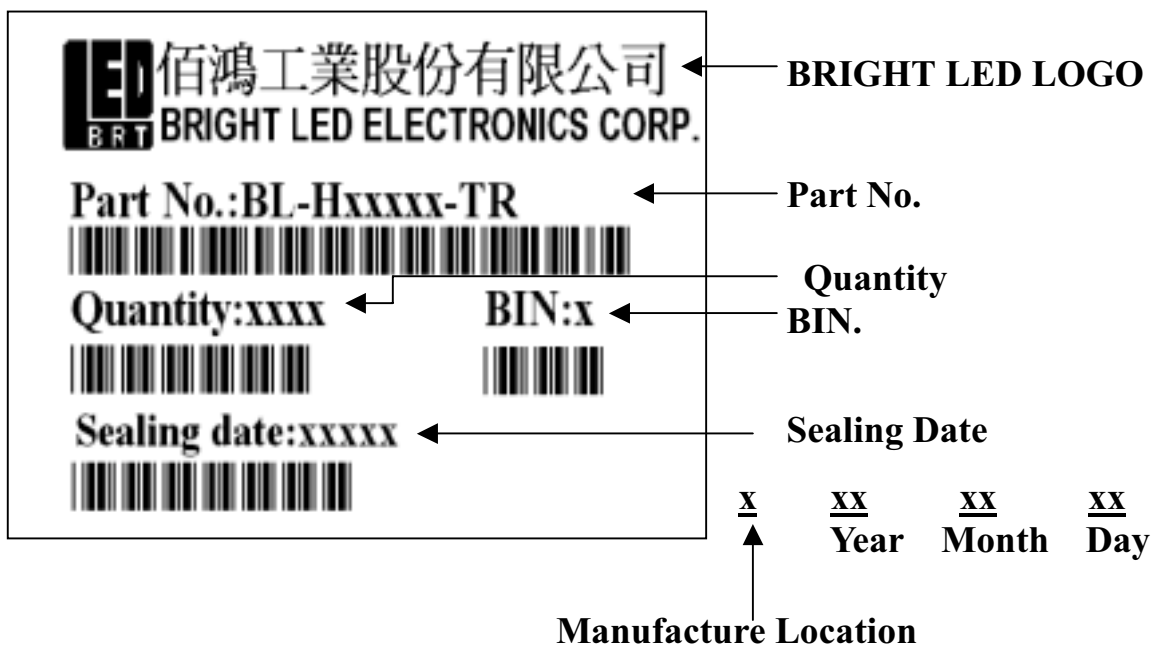 LED 佰鴻工業股份有限公司
BRT BRIGHT LED ELECTRONICS CORP.
BRIGHT LED LOGO
Part No.:BL-Hxxxxx-TR
Part No.
Quantity:xxxx
BIN:x
Quantity
BIN.
Sealing date:xxxxx
Sealing Date
x xx xx xx
Year Month Day
Manufacture Location